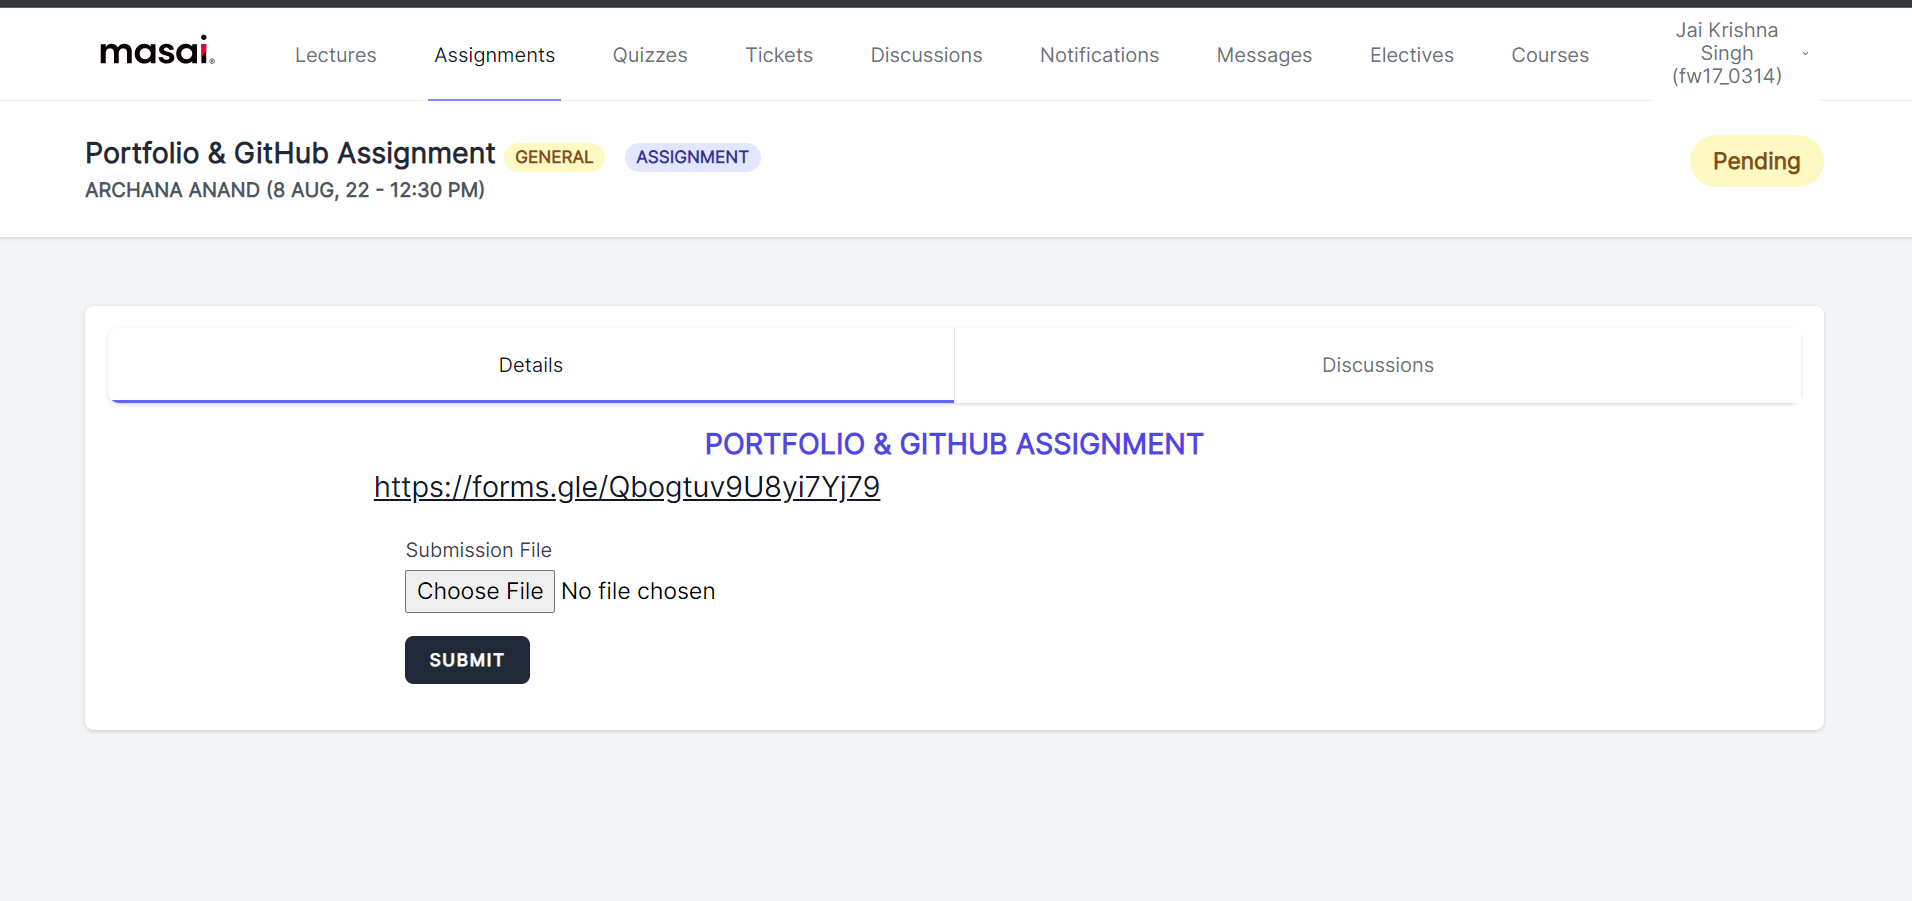 masai.
Lectures
Assignments
Quizzes
Tickets
Discussions
Notifications
Messages
Electives
Courses
Jai Krishna
Singh
(fw17_0314)
Portfolio & GitHub Assignment GENERAL ASSIGNMENT
ARCHANA ANAND (8 AUG, 22 - 12:30 PM)
Pending
Details
Discussions
PORTFOLIO & GITHUB ASSIGNMENT
https://forms.gle/Qbogtuv9U8yi7Yj79
Submission File
Choose File No file chosen
SUBMIT